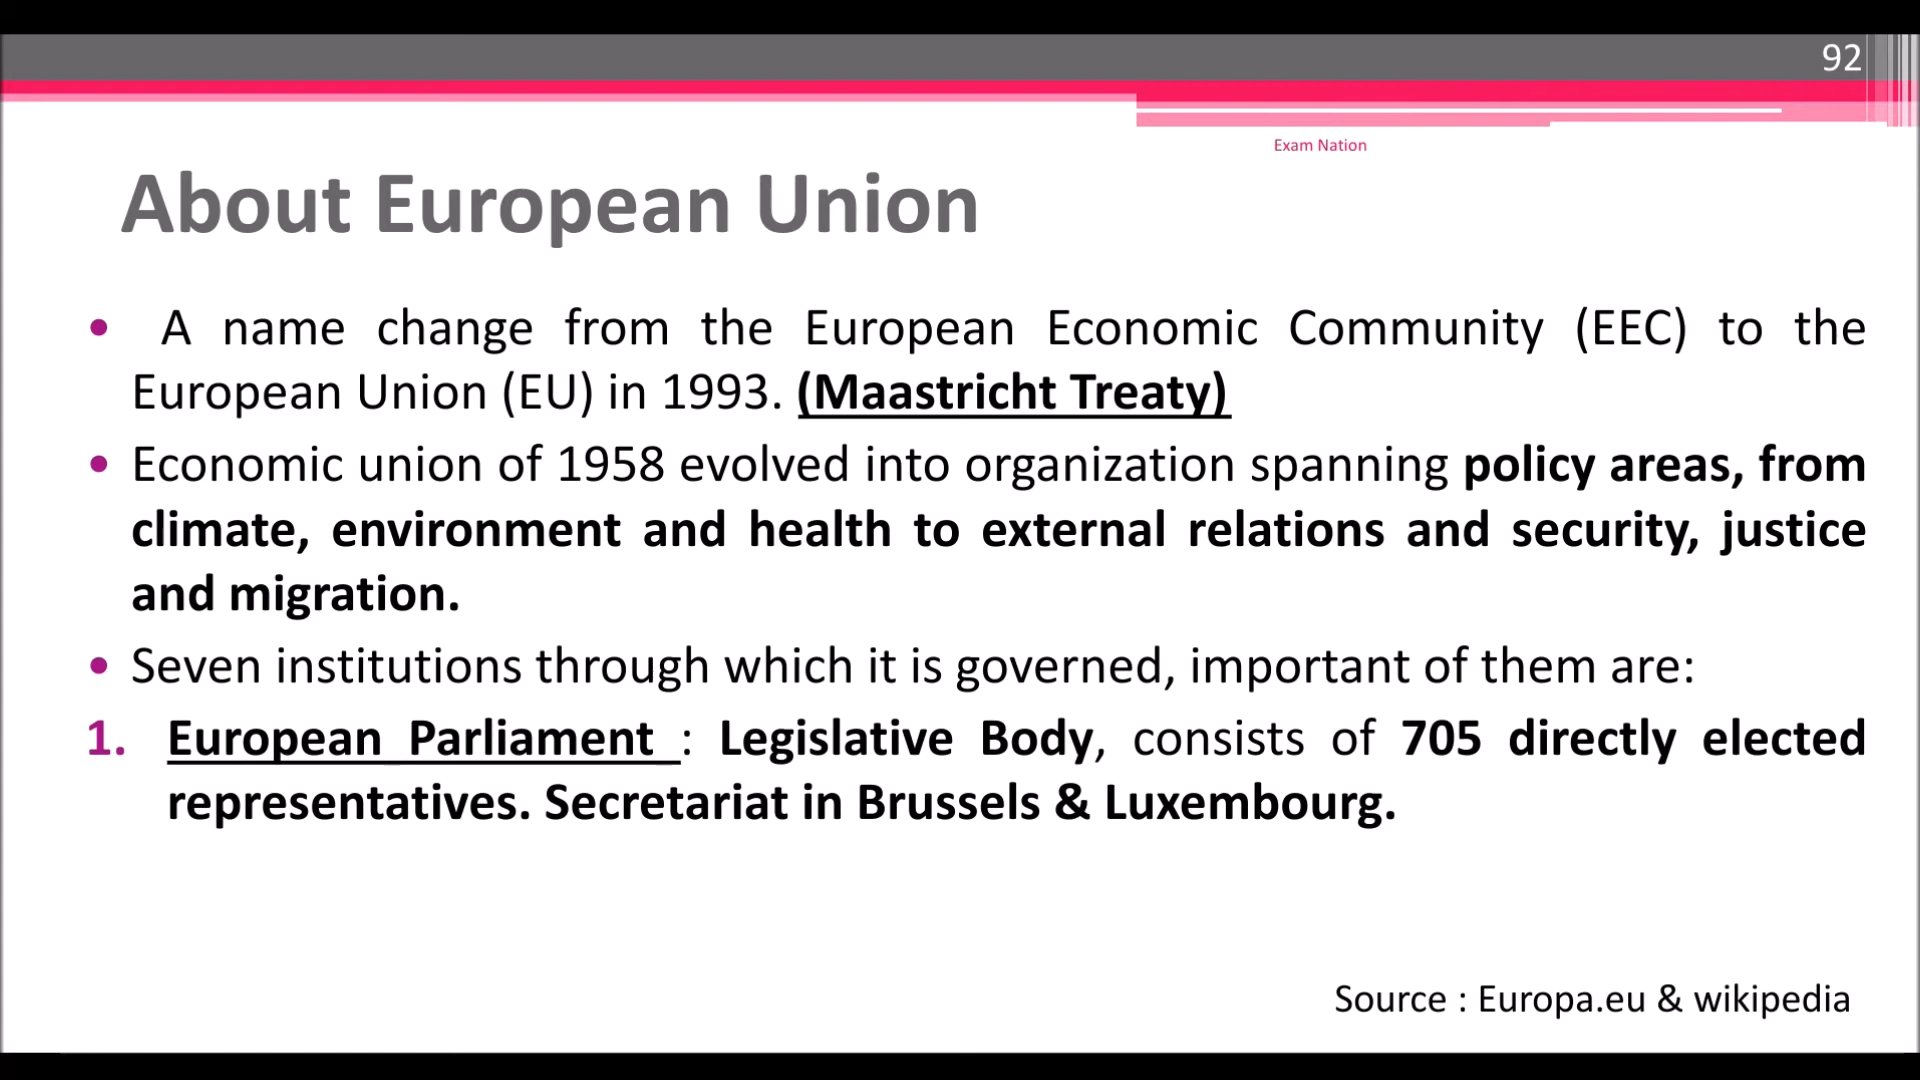 92
Exam Nation
About European Union
• A name change from the European Economic Community (EEC) to the
European Union (EU) in 1993. (Maastricht Treaty)
• Economic union of 1958 evolved into organization spanning policy areas, from
climate, environment and health to external relations and security, justice
and migration.
• Seven institutions through which it is governed, important of them are:
1. European Parliament : Legislative Body, consists of 705 directly elected
representatives. Secretariat in Brussels & Luxembourg.
Source : Europa.eu & wikipedia